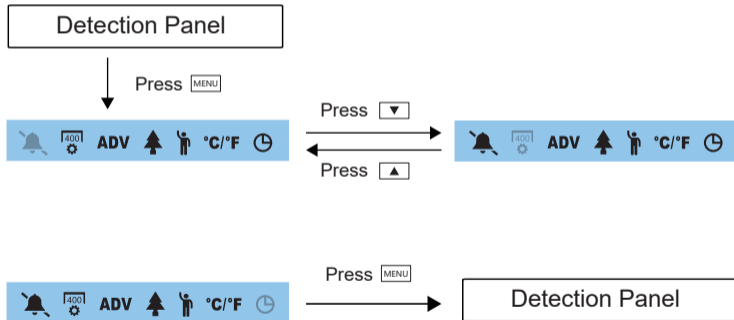 Detection Panel
Press MENU
Press ▼
400 ADV °C/°F
400 ADV °C/°F
Press ▲
Press MENU
400 ADV °C/°F
Detection Panel